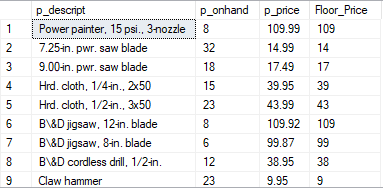 p_descript p_onhand p_price Floor_Price
1 Power painter, 15 psi., 3-nozzle 8 109.99 109
2 7.25-in. pwr. saw blade 32 14.99 14
3 9.00-in. pwr. saw blade 18 17.49 17
4 Hrd. cloth, 1/4-in., 2x50 15 39.95 39
5 Hrd. cloth, 1/2-in., 3x50 23 43.99 43
6 B\&D jigsaw, 12-in. blade 8 109.92 109
7 B\&D jigsaw, 8-in. blade 6 99.87 99
8 B\&D cordless drill, 1/2-in. 12 38.95 38
9 Claw hammer 23 9.95 9